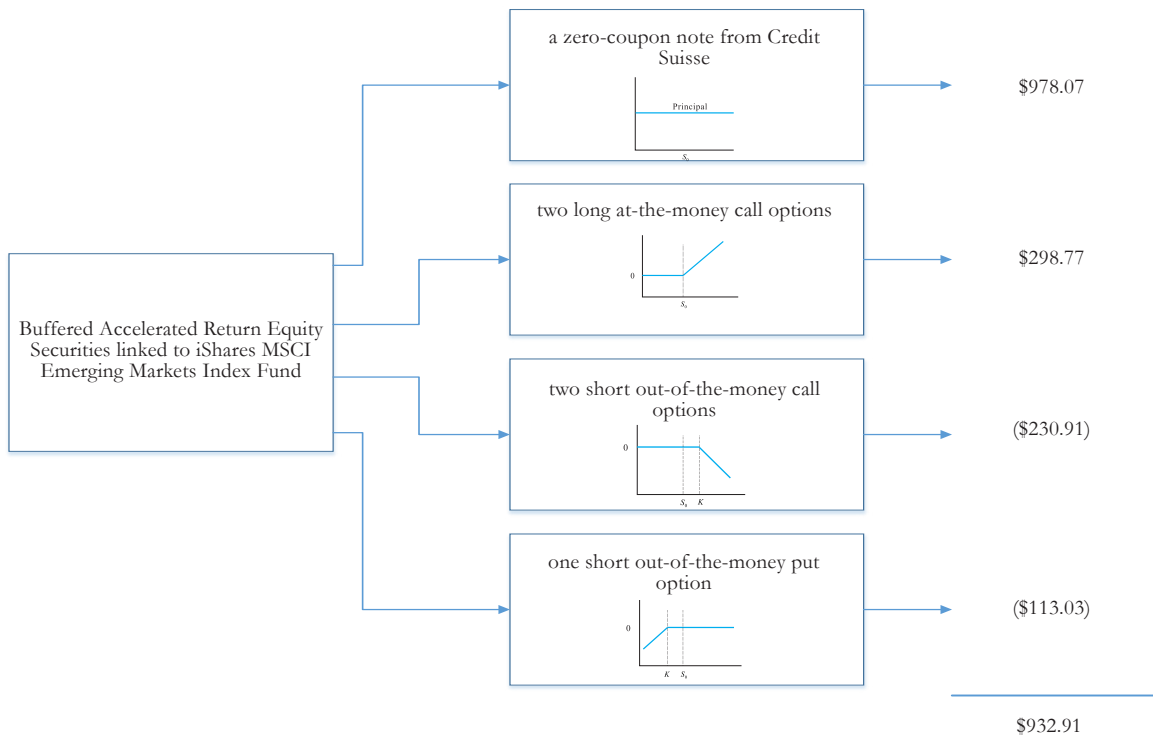 a zero-coupon note from Credit
Suisse
Principal
S₀
$978.07
two long at-the-money call options
0
S₀
$298.77
Buffered Accelerated Return Equity
Securities linked to iShares MSCI
Emerging Markets Index Fund
two short out-of-the-money call
options
0
S₀ K
($230.91)
one short out-of-the-money put
option
0
K S₀
($113.03)
$932.91